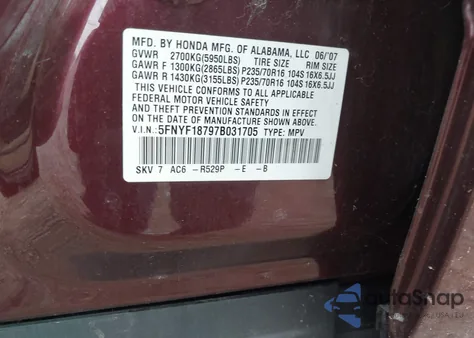 MFD. BY HONDA MFG. OF ALABAMA, LLC 06/'07
GVWR 2700KG(5950LBS) TIRE SIZE RIM SIZE
GAWR F 1300KG(2865LBS)P235/70R16 104S 16X6.5JJ
GAWR R 1430KG(3155LBS)P235/70R16 104S 16X6.5JJ
THIS VEHICLE CONFORMS TO ALL APPLICABLE
FEDERAL MOTOR VEHICLE SAFETY
AND THEFT PREVENTION STANDARDS IN EFFECT
ON THE DATE OF MANUFACTURE SHOWN ABOVE.
V.I.N.: 5FNYF18797B031705 TYPE: MPV
SKV 7 AC6 -R529P -E -B
AutoSnap